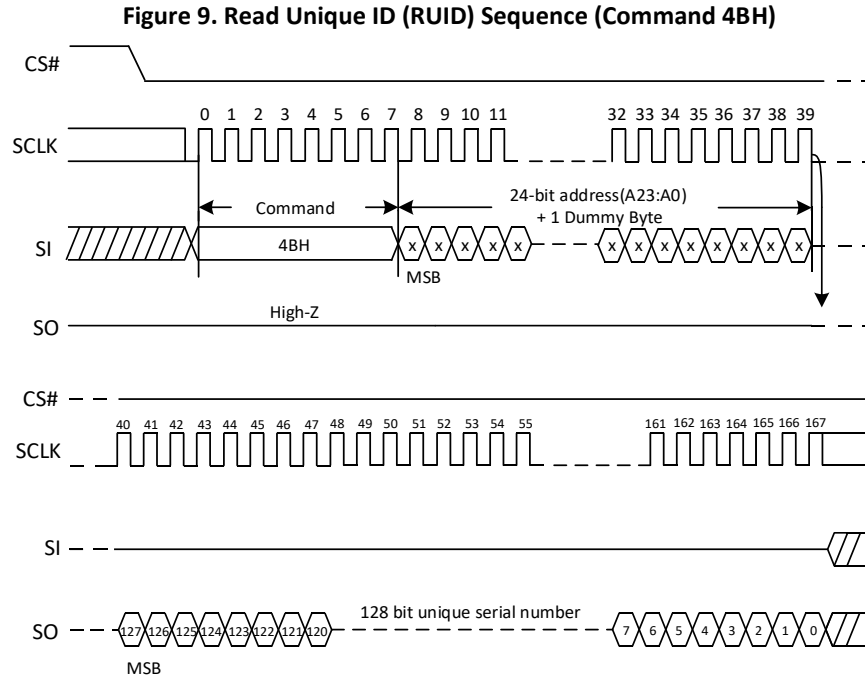 Figure 9. Read Unique ID (RUID) Sequence (Command 4BH)
CS#
0 1 2 3 4 5 6 7 8 9 10 11 32 33 34 35 36 37 38 39
SCLK
Command
24-bit address(A23:A0)
+ 1 Dummy Byte
SI 4BH x x x x x x x x x x x x x
MSB
High-Z
SO
CS#
40 41 42 43 44 45 46 47 48 49 50 51 52 53 54 55 161 162 163 164 165 166 167
SCLK
SI
128 bit unique serial number
SO 127 126 125 124 123 122 121 120 7 6 5 4 3 2 1 0
MSB